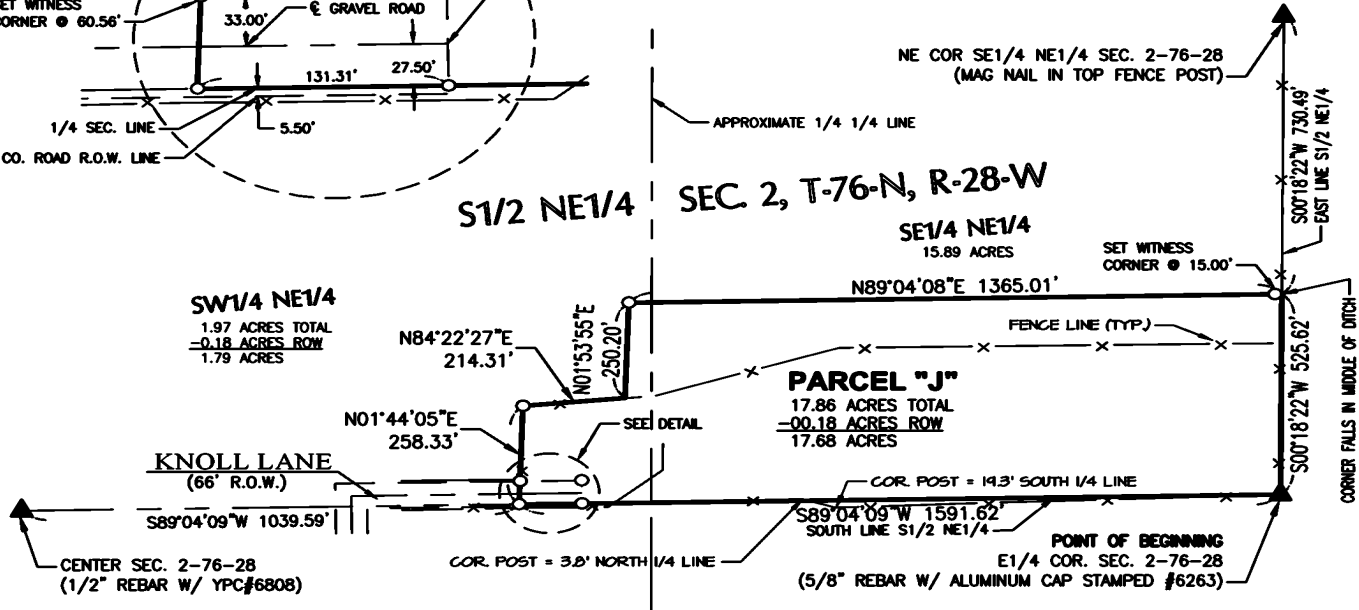 SET WITNESS
CORNER @ 60.56'
33.00'
℄ GRAVEL ROAD
131.31'
27.50'
1/4 SEC. LINE
5.50'
CO. ROAD R.O.W. LINE
APPROXIMATE 1/4 1/4 LINE
NE COR SE1/4 NE1/4 SEC. 2-76-28
(MAG NAIL IN TOP FENCE POST)
S00°18'22"W 730.49'
EAST LINE S1/2 NE1/4
S1/2 NE1/4 SEC. 2, T-76-N, R-28-W
SE1/4 NE1/4
15.89 ACRES
SET WITNESS
CORNER @ 15.00'
N89°04'08"E 1365.01'
SW1/4 NE1/4
1.97 ACRES TOTAL
-0.18 ACRES ROW
1.79 ACRES
N84°22'27"E
214.31'
N01°53'55"E
250.20'
FENCE LINE (TYP.)
PARCEL "J"
17.86 ACRES TOTAL
-00.18 ACRES ROW
17.68 ACRES
S00°18'22"W 525.62'
CORNER FALLS IN MIDDLE OF DITCH
N01°44'05"E
258.33'
SEE DETAIL
KNOLL LANE
(66' R.O.W.)
COR. POST = 19.3' SOUTH 1/4 LINE
S89°04'09"W 1039.59'
S89°04'09"W 1591.62'
SOUTH LINE S1/2 NE1/4
COR. POST = 3.8' NORTH 1/4 LINE
CENTER SEC. 2-76-28
(1/2" REBAR W/ YPC#6808)
POINT OF BEGINNING
E1/4 COR. SEC. 2-76-28
(5/8" REBAR W/ ALUMINUM CAP STAMPED #6263)